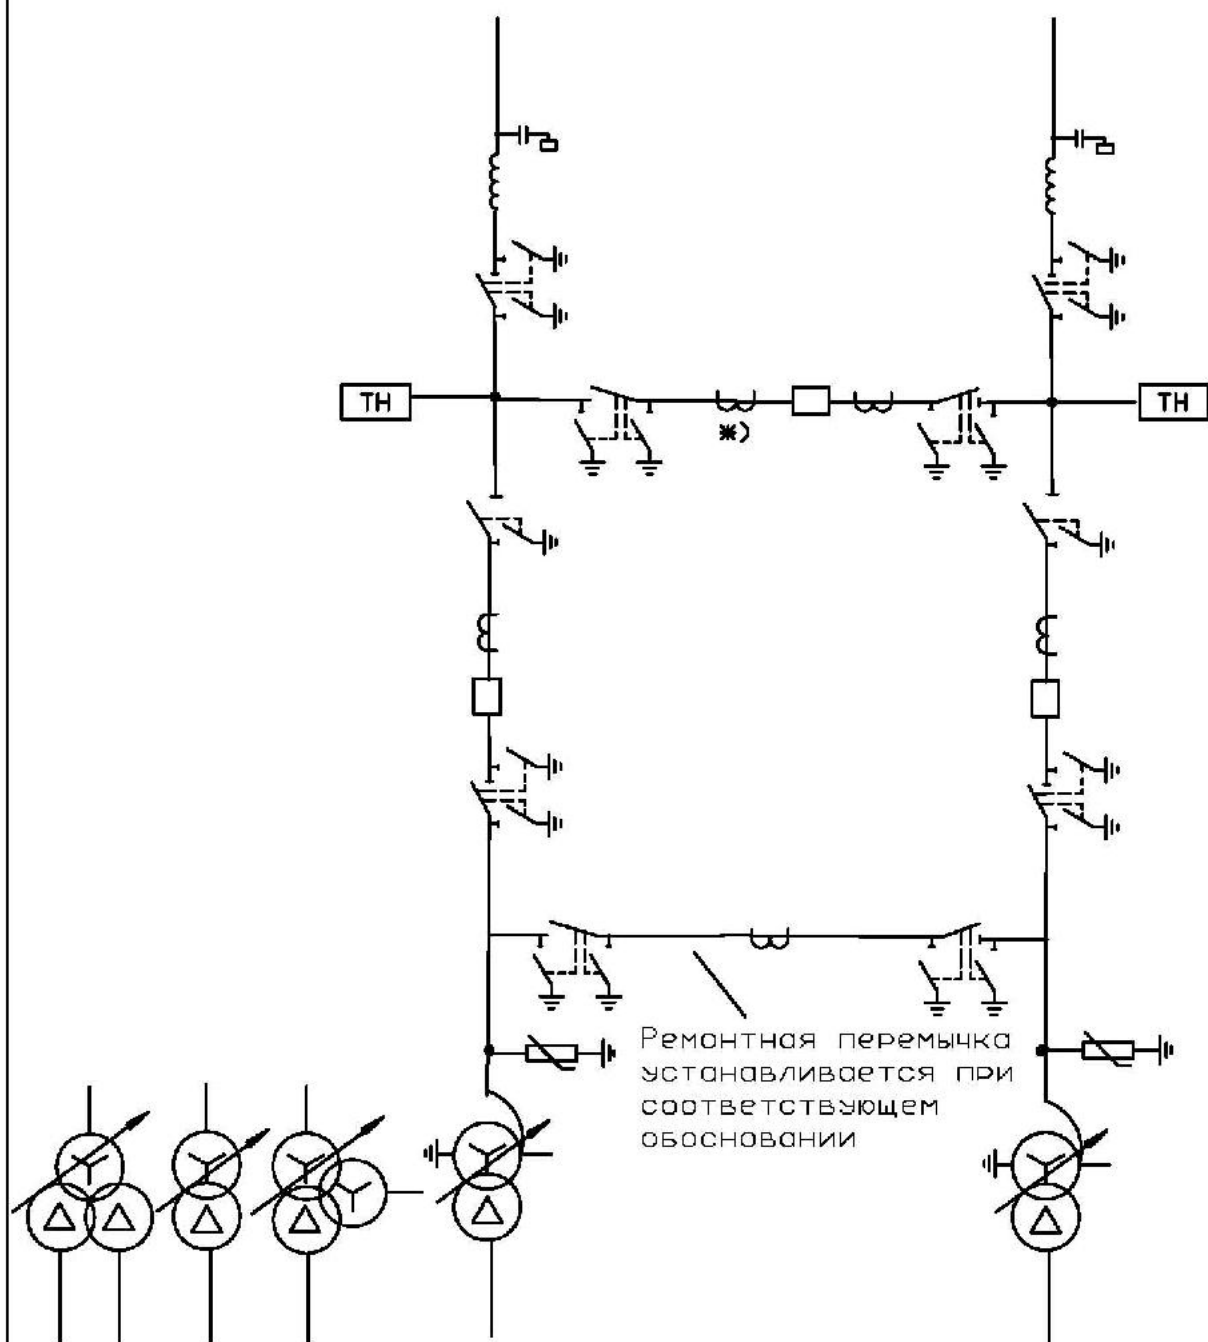 ТН
ТН
ж)
Ремонтная перемычка
устанавливается при
соответствующем
обосновании